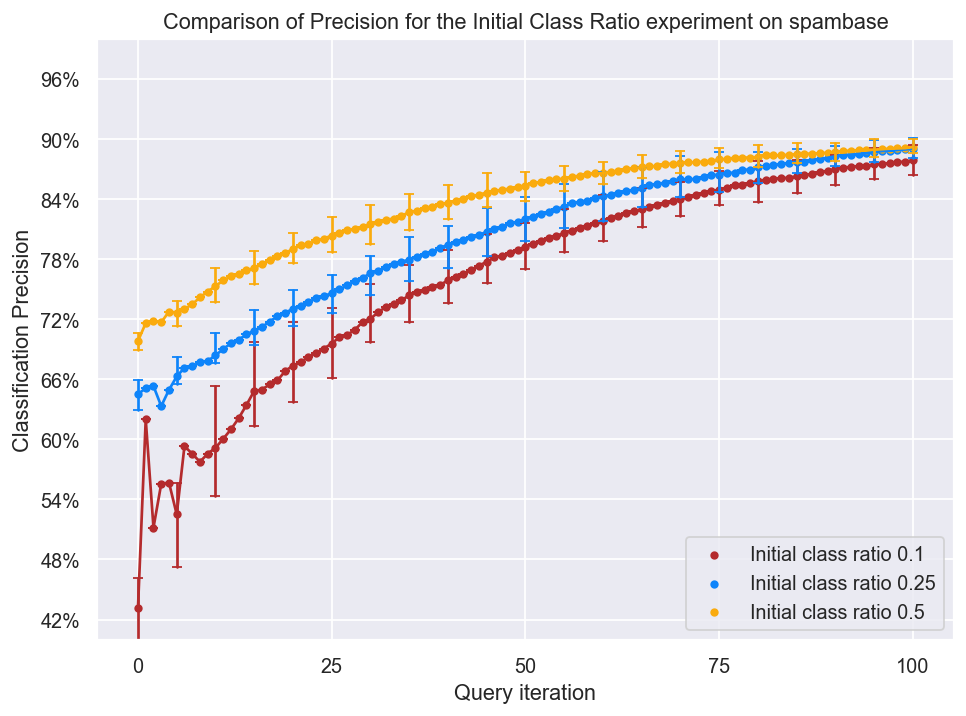 Comparison of Precision for the Initial Class Ratio experiment on spambase
96%
90%
84%
78%
72%
66%
60%
54%
48%
42%
Classification Precision
Initial class ratio 0.1
Initial class ratio 0.25
Initial class ratio 0.5
0 25 50 75 100
Query iteration